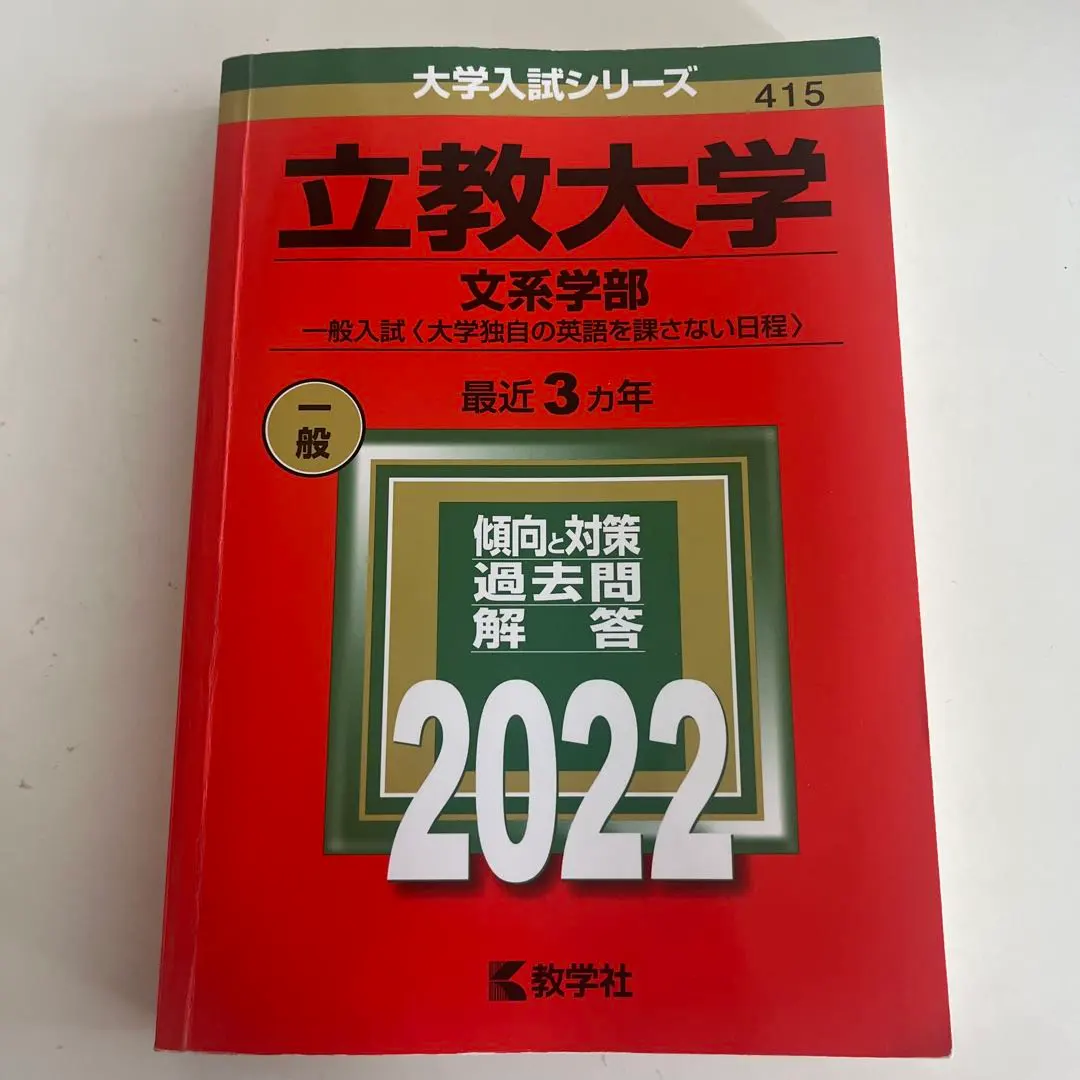 大学入試シリーズ
415
立教大学
文系学部
一般入試〈大学独自の英語を課さない日程〉
最近3カ年
一般
傾向と対策
過去問
解答
2022
教学社